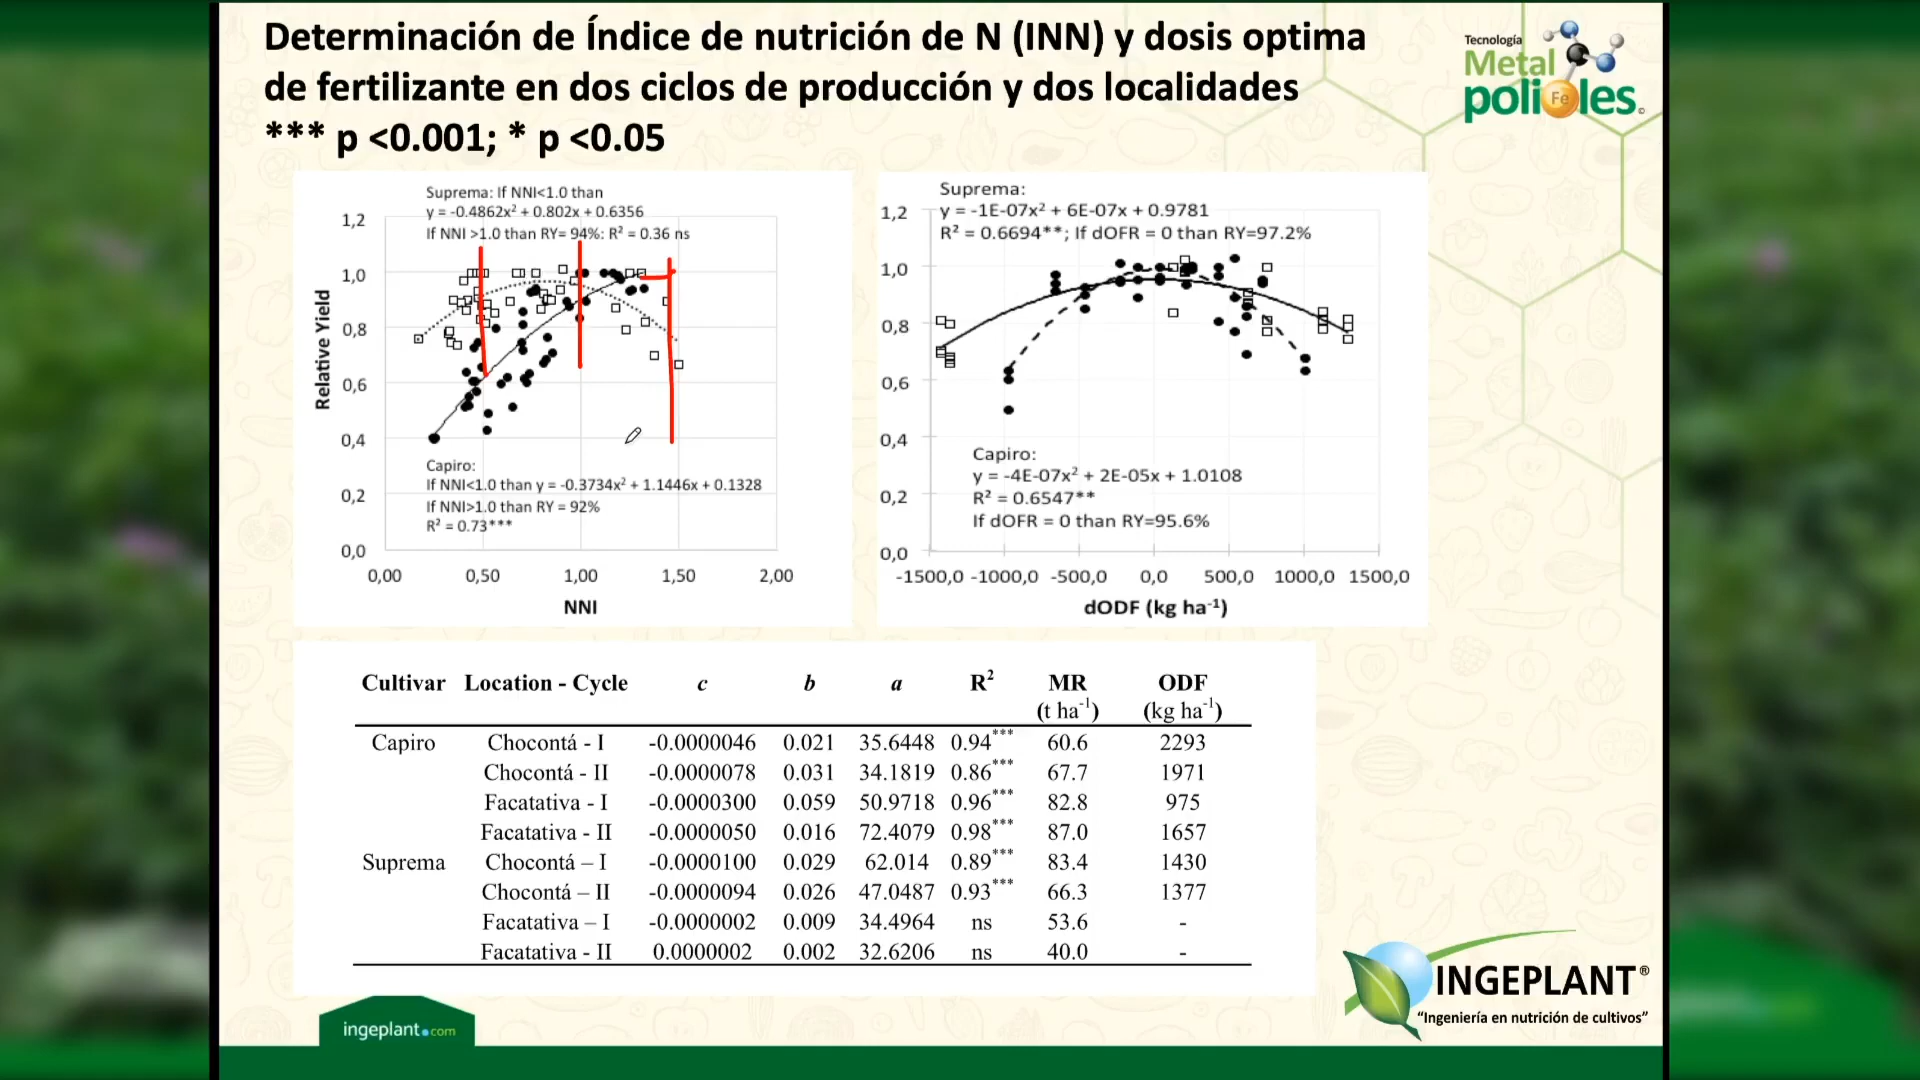 Determinación de Índice de nutrición de N (INN) y dosis optima
de fertilizante en dos ciclos de producción y dos localidades
*** p <0.001; * p <0.05
Tecnología
Metal
polioles
Fe
Suprema: If NNI<1.0 than
y = -0.4862x² + 0.802x + 0.6356
If NNI >1.0 than RY= 94%: R² = 0.36 ns
1,2
1,0
0,8
0,6
0,4
0,2
0,0
Relative Yield
Capiro:
If NNI<1.0 than y = -0.3734x² + 1.1446x + 0.1328
If NNI>1.0 than RY = 92%
R² = 0.73***
0,00 0,50 1,00 1,50 2,00
NNI
Suprema:
y = -1E-07x² + 6E-07x + 0.9781
R² = 0.6694**; If dOFR = 0 than RY=97.2%
1,2
1,0
0,8
0,6
0,4
0,2
0,0
Capiro:
y = -4E-07x² + 2E-05x + 1.0108
R² = 0.6547**
If dOFR = 0 than RY=95.6%
-1500,0 -1000,0 -500,0 0,0 500,0 1000,0 1500,0
dODF (kg ha⁻¹)
Cultivar Location - Cycle c b a R² MR ODF
(t ha⁻¹) (kg ha⁻¹)
Capiro Chocontá - I -0.0000046 0.021 35.6448 0.94*** 60.6 2293
Chocontá - II -0.0000078 0.031 34.1819 0.86*** 67.7 1971
Facatativa - I -0.0000300 0.059 50.9718 0.96*** 82.8 975
Facatativa - II -0.0000050 0.016 72.4079 0.98*** 87.0 1657
Suprema Chocontá – I -0.0000100 0.029 62.014 0.89*** 83.4 1430
Chocontá – II -0.0000094 0.026 47.0487 0.93*** 66.3 1377
Facatativa – I -0.0000002 0.009 34.4964 ns 53.6 -
Facatativa - II 0.0000002 0.002 32.6206 ns 40.0 -
INGEPLANT®
"Ingeniería en nutrición de cultivos"
ingeplant.com